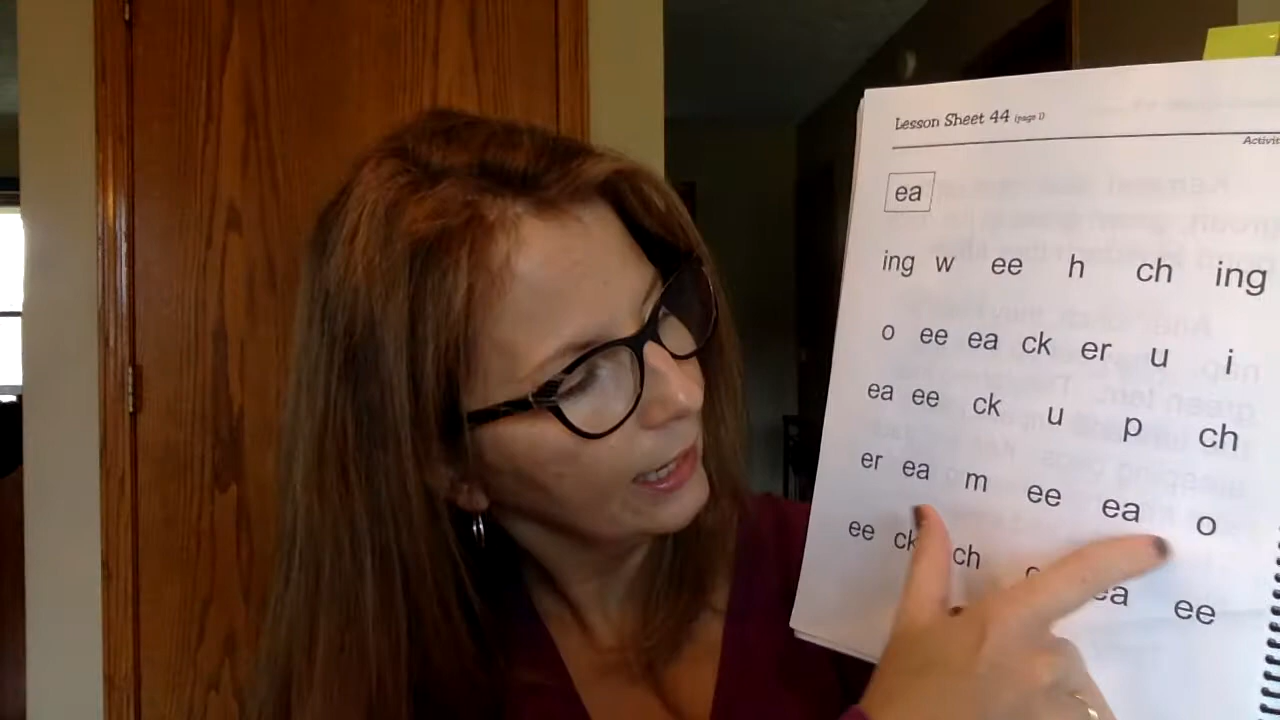 Lesson Sheet 44 (page 1)
ea
ing w ee h ch ing
o ee ea ck er u i
ea ee ck u p ch
er ea m ee ea o
ee ck ch ea ee